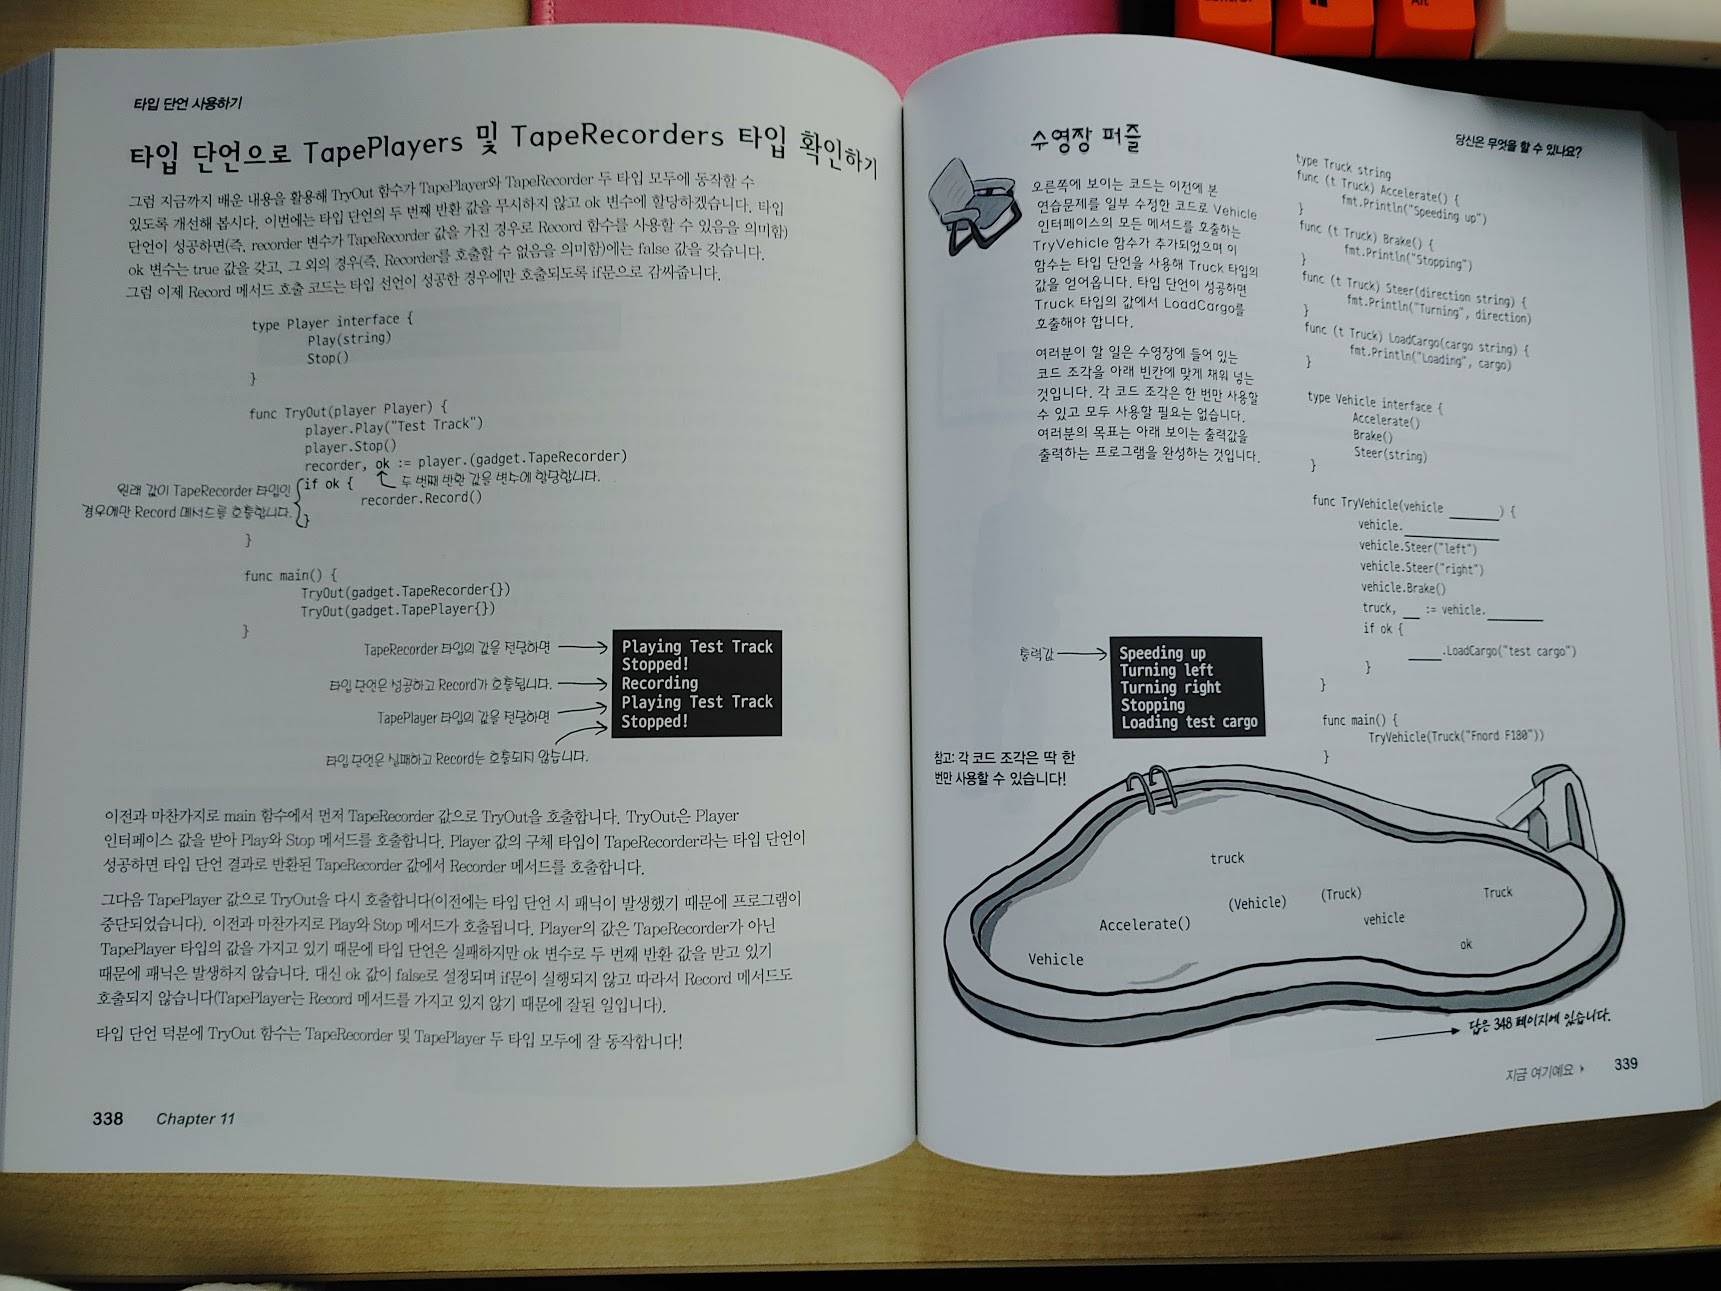 타입 단언 사용하기
타입 단언으로 TapePlayers 및 TapeRecorders 타입 확인하기
그럼 지금까지 배운 내용을 활용해 TryOut 함수가 TapePlayer와 TapeRecorder 두 타입 모두에 동작할 수
있도록 개선해 봅시다. 이번에는 타입 단언의 두 번째 반환 값을 무시하지 않고 ok 변수에 할당하겠습니다. 타입
단언이 성공하면(즉, recorder 변수가 TapeRecorder 값을 가진 경우로 Record 함수를 사용할 수 있음을 의미함)
ok 변수는 true 값을 갖고, 그 외의 경우(즉, Recorder를 호출할 수 없음을 의미함)에는 false 값을 갖습니다.
그럼 이제 Record 메서드 호출 코드는 타입 선언이 성공한 경우에만 호출되도록 if문으로 감싸줍니다.
type Player interface {
Play(string)
Stop()
}
func TryOut(player Player) {
player.Play("Test Track")
player.Stop()
recorder, ok := player.(gadget.TapeRecorder)
if ok {
두 번째 반환 값을 변수에 할당합니다.
원래 값이 TapeRecorder 타입인
경우에만 Record 메서드를 호출합니다.
recorder.Record()
}
}
func main() {
TryOut(gadget.TapeRecorder{})
TryOut(gadget.TapePlayer{})
}
TapeRecorder 타입의 값을 전달하면
타입 단언은 성공하고 Record가 호출됩니다.
TapePlayer 타입의 값을 전달하면
타입 단언은 실패하고 Record는 호출되지 않습니다.
Playing Test Track
Stopped!
Recording
Playing Test Track
Stopped!
이전과 마찬가지로 main 함수에서 먼저 TapeRecorder 값으로 TryOut을 호출합니다. TryOut은 Player
인터페이스 값을 받아 Play와 Stop 메서드를 호출합니다. Player 값의 구체 타입이 TapeRecorder라는 타입 단언이
성공하면 타입 단언 결과로 반환된 TapeRecorder 값에서 Recorder 메서드를 호출합니다.
그다음 TapePlayer 값으로 TryOut을 다시 호출합니다(이전에는 타입 단언 시 패닉이 발생했기 때문에 프로그램이
중단되었습니다). 이전과 마찬가지로 Play와 Stop 메서드가 호출됩니다. Player의 값은 TapeRecorder가 아닌
TapePlayer 타입의 값을 가지고 있기 때문에 타입 단언은 실패하지만 ok 변수로 두 번째 반환 값을 받고 있기
때문에 패닉은 발생하지 않습니다. 대신 ok 값이 false로 설정되며 if문이 실행되지 않고 따라서 Record 메서드도
호출되지 않습니다(TapePlayer는 Record 메서드를 가지고 있지 않기 때문에 잘된 일입니다).
타입 단언 덕분에 TryOut 함수는 TapeRecorder 및 TapePlayer 두 타입 모두에 잘 동작합니다!
338 Chapter 11
수영장 퍼즐
당신은 무엇을 할 수 있나요?
오른쪽에 보이는 코드는 이전에 본
연습문제를 일부 수정한 코드로 Vehicle
인터페이스의 모든 메서드를 호출하는
TryVehicle 함수가 추가되었으며 이
함수는 타입 단언을 사용해 Truck 타입의
값을 얻어옵니다. 타입 단언이 성공하면
Truck 타입의 값에서 LoadCargo를
호출해야 합니다.
여러분이 할 일은 수영장에 들어 있는
코드 조각을 아래 빈칸에 맞게 채워 넣는
것입니다. 각 코드 조각은 한 번만 사용할
수 있고 모두 사용할 필요는 없습니다.
여러분의 목표는 아래 보이는 출력값을
출력하는 프로그램을 완성하는 것입니다.
type Truck string
func (t Truck) Accelerate() {
fmt.Println("Speeding up")
}
func (t Truck) Brake() {
fmt.Println("Stopping")
}
func (t Truck) Steer(direction string) {
fmt.Println("Turning", direction)
}
func (t Truck) LoadCargo(cargo string) {
fmt.Println("Loading", cargo)
}
type Vehicle interface {
Accelerate()
Brake()
Steer(string)
}
func TryVehicle(vehicle ______) {
vehicle.____________
vehicle.Steer("left")
vehicle.Steer("right")
vehicle.Brake()
truck, __ := vehicle._______
if ok {
____.LoadCargo("test cargo")
}
}
func main() {
TryVehicle(Truck("Fnord F180"))
}
출력값
Speeding up
Turning left
Turning right
Stopping
Loading test cargo
참고: 각 코드 조각은 딱 한
번만 사용할 수 있습니다!
truck
(Vehicle)
(Truck)
Truck
Accelerate()
vehicle
ok
Vehicle
답은 348 페이지에 있습니다.
지금 여기예요 339
Alt